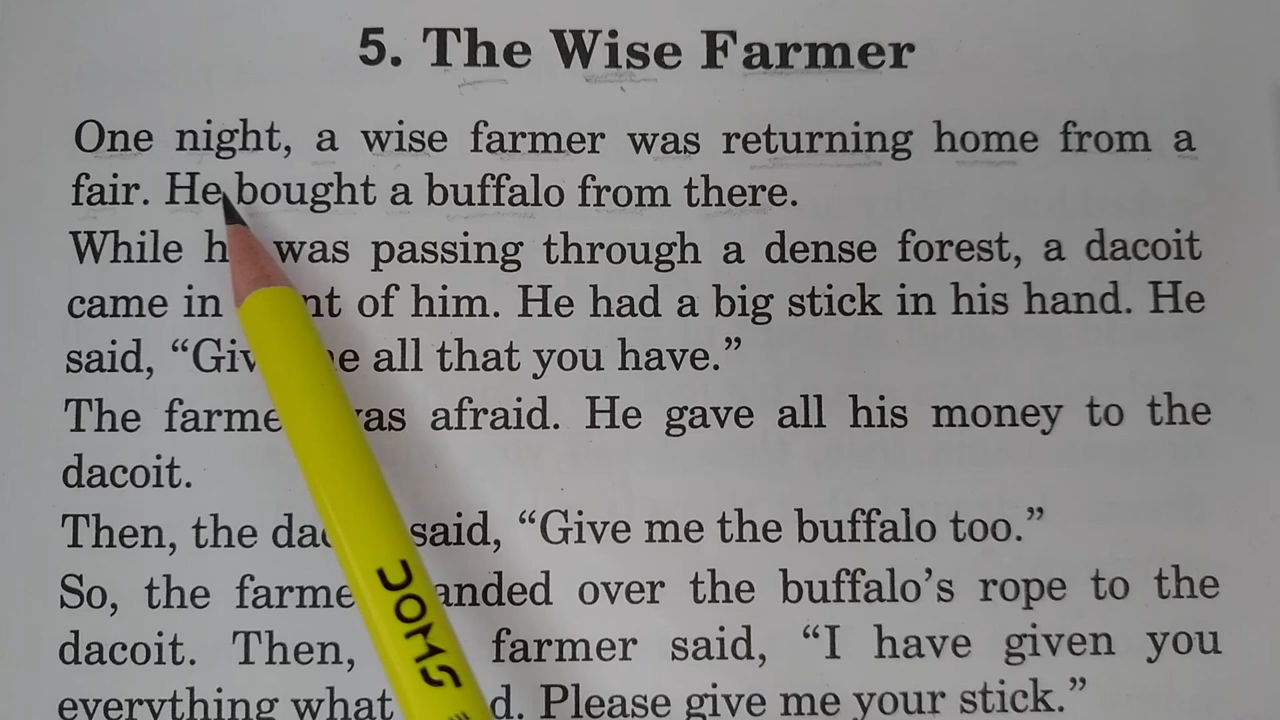 5. The Wise Farmer
One night, a wise farmer was returning home from a
fair. He bought a buffalo from there.
While was passing through a dense forest, a dacoit
came in of him. He had a big stick in his hand. He
said, all that you have.”
The was afraid. He gave all his money to the
dacoit.
Then, the said, “Give me the buffalo too.”
So, the over the buffalo’s rope to the
dacoit. Then, farmer said, “I have given you
everything what Please give me your stick.”
DOMS